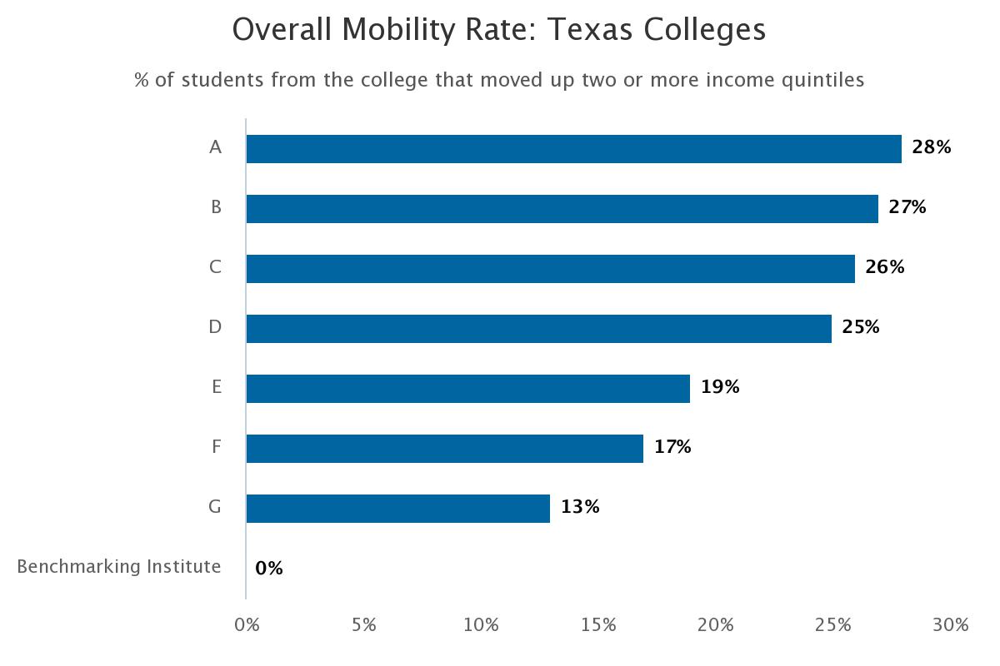 Overall Mobility Rate: Texas Colleges
% of students from the college that moved up two or more income quintiles
A 28%
B 27%
C 26%
D 25%
E 19%
F 17%
G 13%
Benchmarking Institute 0%
0% 5% 10% 15% 20% 25% 30%